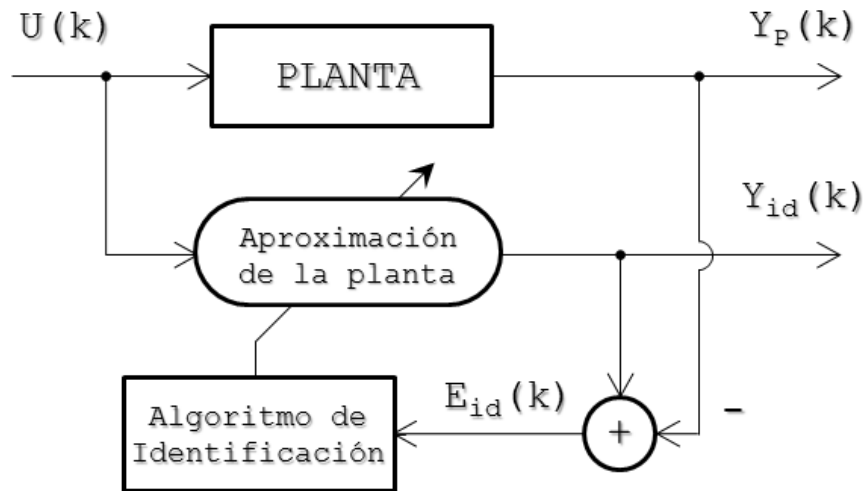 U(k)
PLANTA
Y_P(k)
Aproximación
de la planta
Y_id(k)
E_id(k)
-
+
Algoritmo de
Identificación